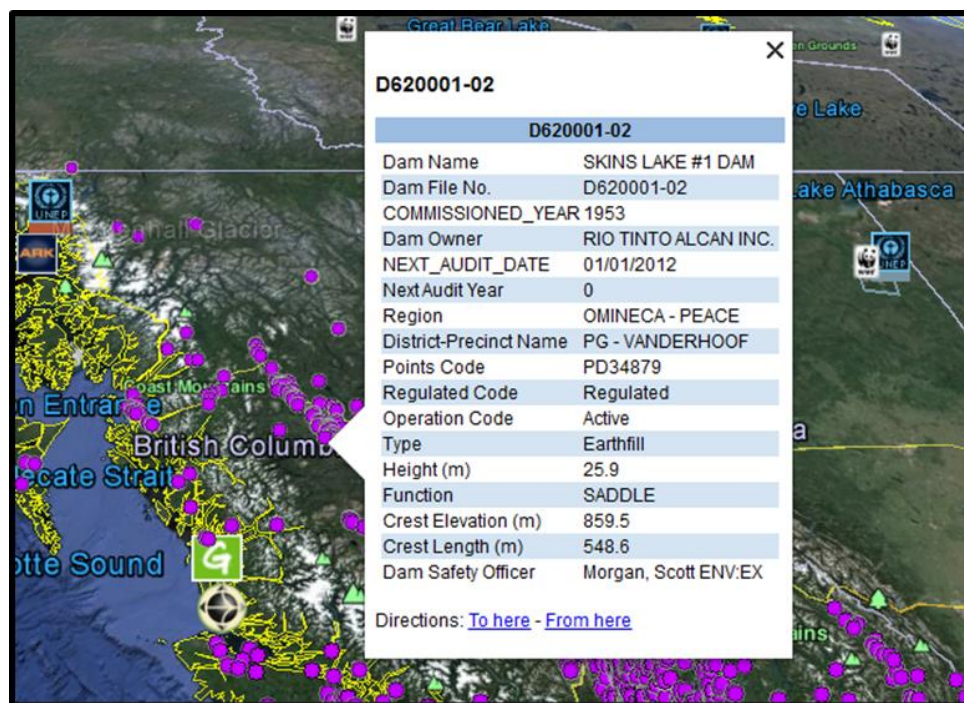 Great Bear Lake
en Grounds
e Lake
Lake Athabasca
UNEP
ARK
Coast Mountains
n Entrance
British Columb
ecate Strait
otte Sound
UNEP
a
ains
D620001-02
D620001-02
Dam Name SKINS LAKE #1 DAM
Dam File No. D620001-02
COMMISSIONED_YEAR 1953
Dam Owner RIO TINTO ALCAN INC.
NEXT_AUDIT_DATE 01/01/2012
Next Audit Year 0
Region OMINECA - PEACE
District-Precinct Name PG - VANDERHOOF
Points Code PD34879
Regulated Code Regulated
Operation Code Active
Type Earthfill
Height (m) 25.9
Function SADDLE
Crest Elevation (m) 859.5
Crest Length (m) 548.6
Dam Safety Officer Morgan, Scott ENV:EX
Directions: To here - From here